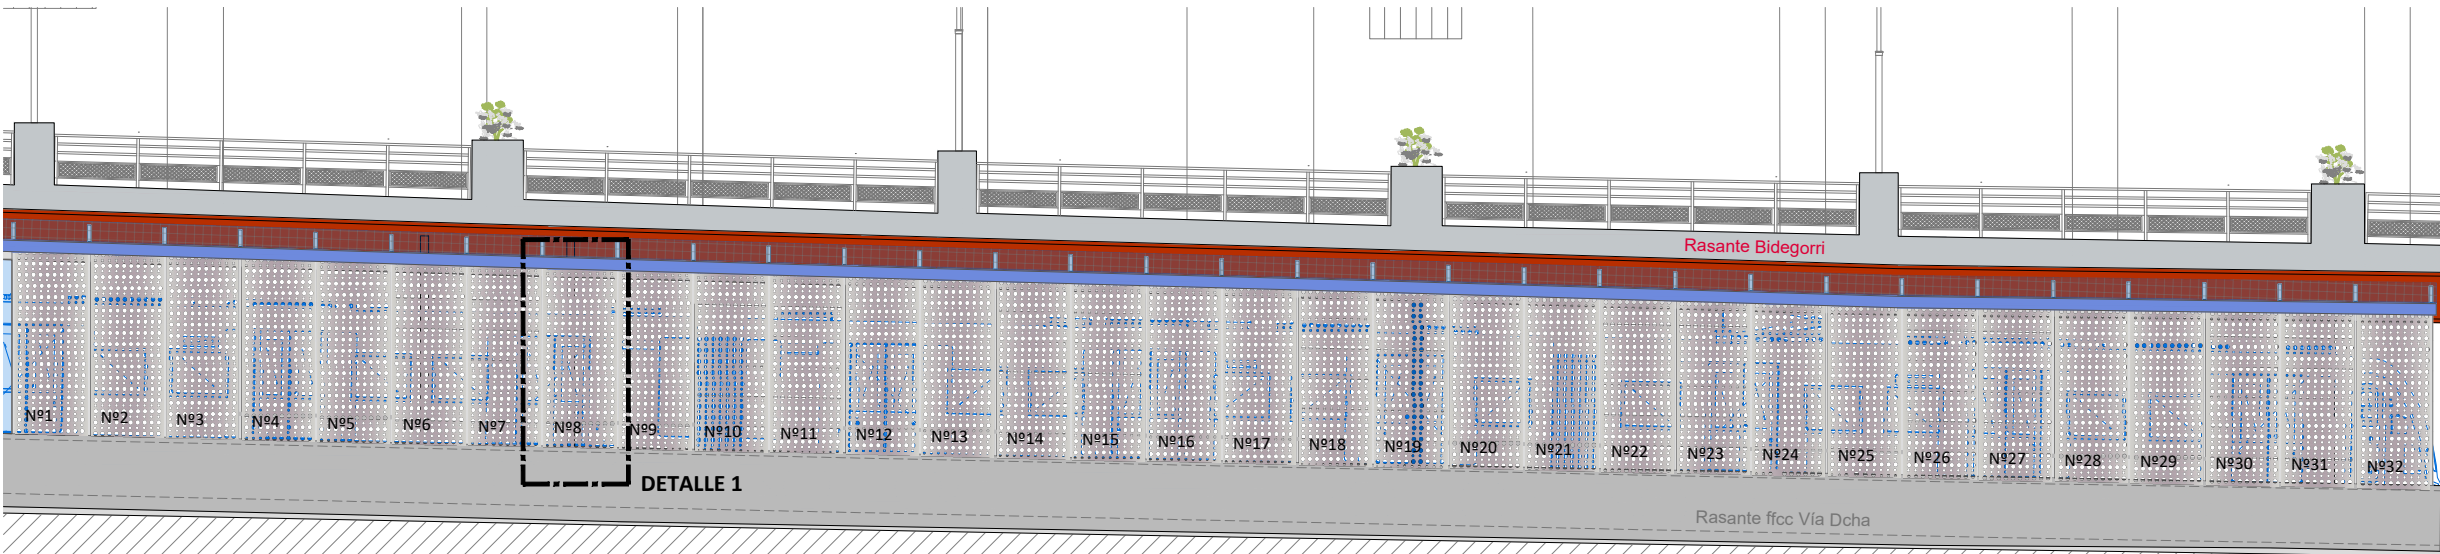 Rasante Bidegorri
Nº1
Nº2
Nº3
Nº4
Nº5
Nº6
Nº7
Nº8
Nº9
Nº10
Nº11
Nº12
Nº13
Nº14
Nº15
Nº16
Nº17
Nº18
Nº19
Nº20
Nº21
Nº22
Nº23
Nº24
Nº25
Nº26
Nº27
Nº28
Nº29
Nº30
Nº31
Nº32
DETALLE 1
Rasante ffcc Vía Dcha